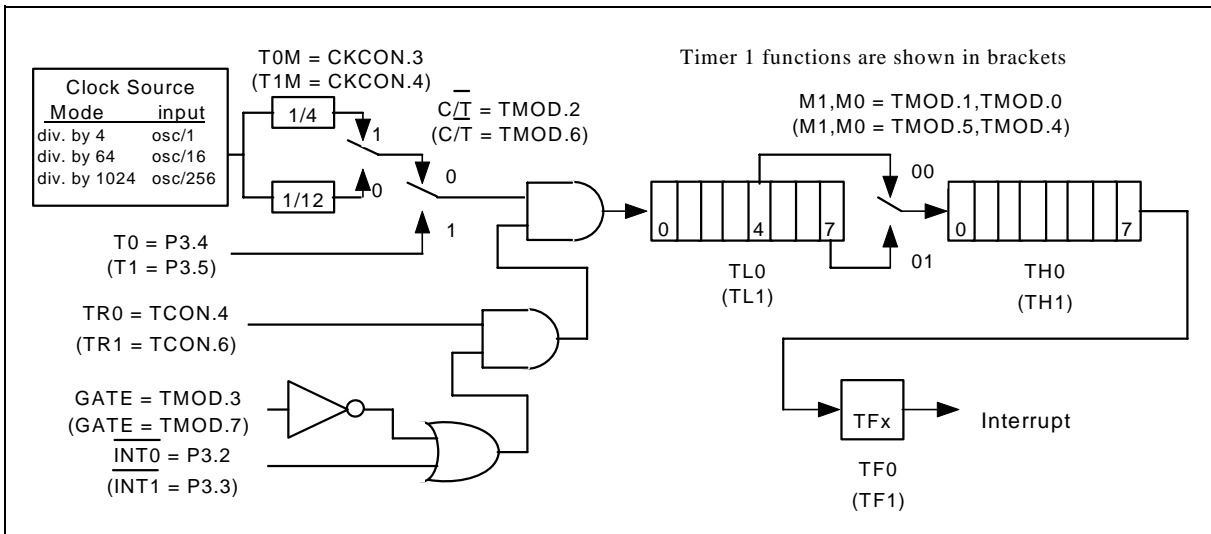 Timer 1 functions are shown in brackets
T0M = CKCON.3
(T1M = CKCON.4)
Clock Source
Mode input
div. by 4 osc/1
div. by 64 osc/16
div. by 1024 osc/256
1/4
1/12
1
0
C/T = TMOD.2
(C/T = TMOD.6)
0
1
M1,M0 = TMOD.1,TMOD.0
(M1,M0 = TMOD.5,TMOD.4)
00
01
0 4 7
TL0
(TL1)
0 7
TH0
(TH1)
T0 = P3.4
(T1 = P3.5)
TR0 = TCON.4
(TR1 = TCON.6)
GATE = TMOD.3
(GATE = TMOD.7)
INT0 = P3.2
(INT1 = P3.3)
TFx
Interrupt
TF0
(TF1)